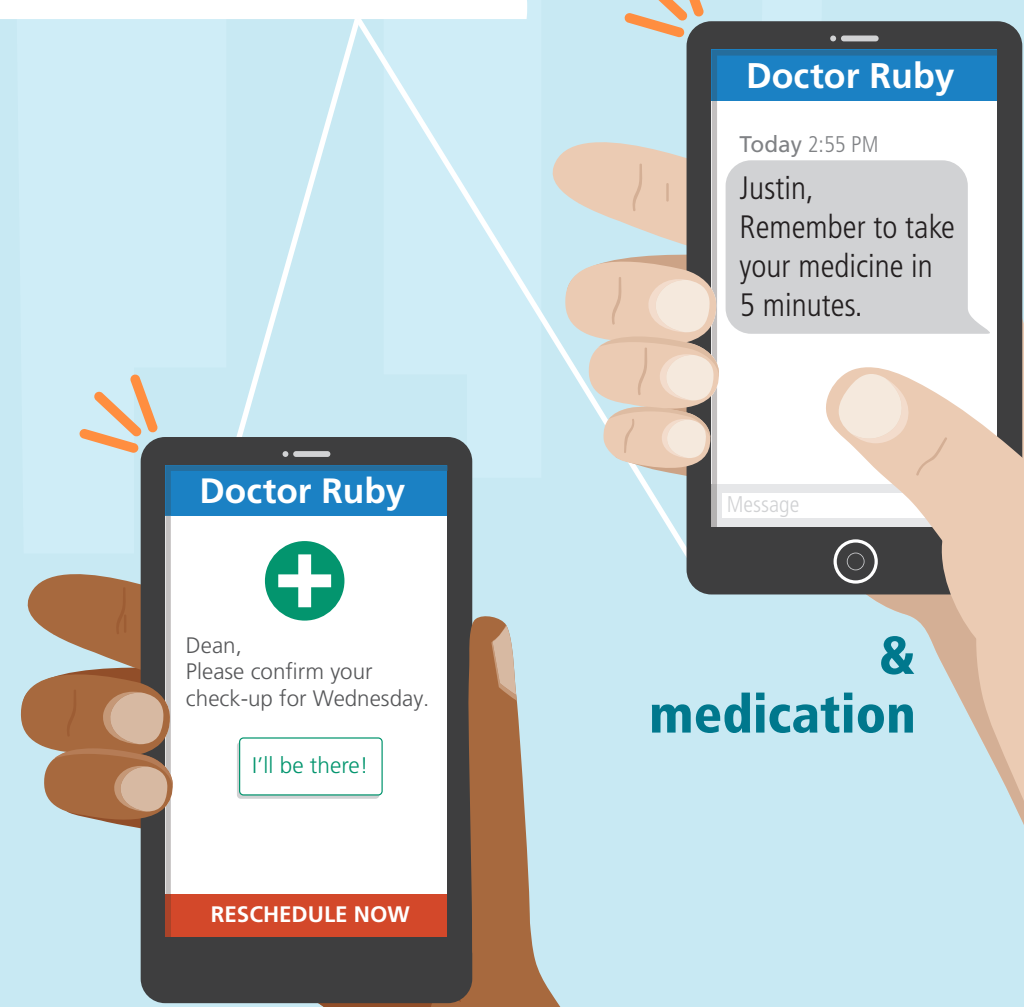 Doctor Ruby
Today 2:55 PM
Justin,
Remember to take
your medicine in
5 minutes.
Message
&
medication
Doctor Ruby
Dean,
Please confirm your
check-up for Wednesday.
I'll be there!
RESCHEDULE NOW